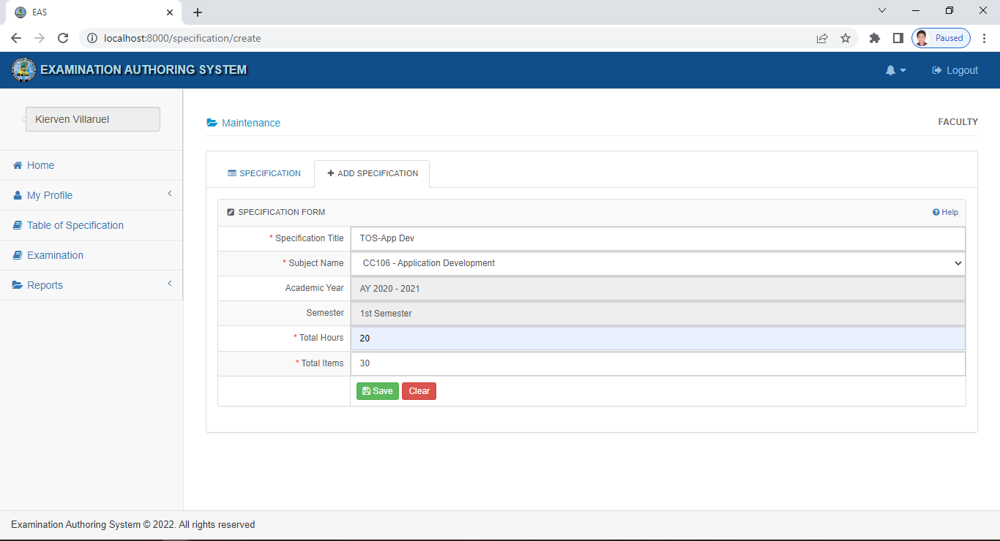 EAS
localhost:8000/specification/create
Paused
EXAMINATION AUTHORING SYSTEM
Logout
Kierven Villaruel
Home
My Profile
Table of Specification
Examination
Reports
Maintenance
FACULTY
SPECIFICATION
ADD SPECIFICATION
SPECIFICATION FORM
Help
* Specification Title TOS-App Dev
* Subject Name CC106 - Application Development
Academic Year AY 2020 - 2021
Semester 1st Semester
* Total Hours 20
* Total Items 30
Save Clear
Examination Authoring System © 2022. All rights reserved